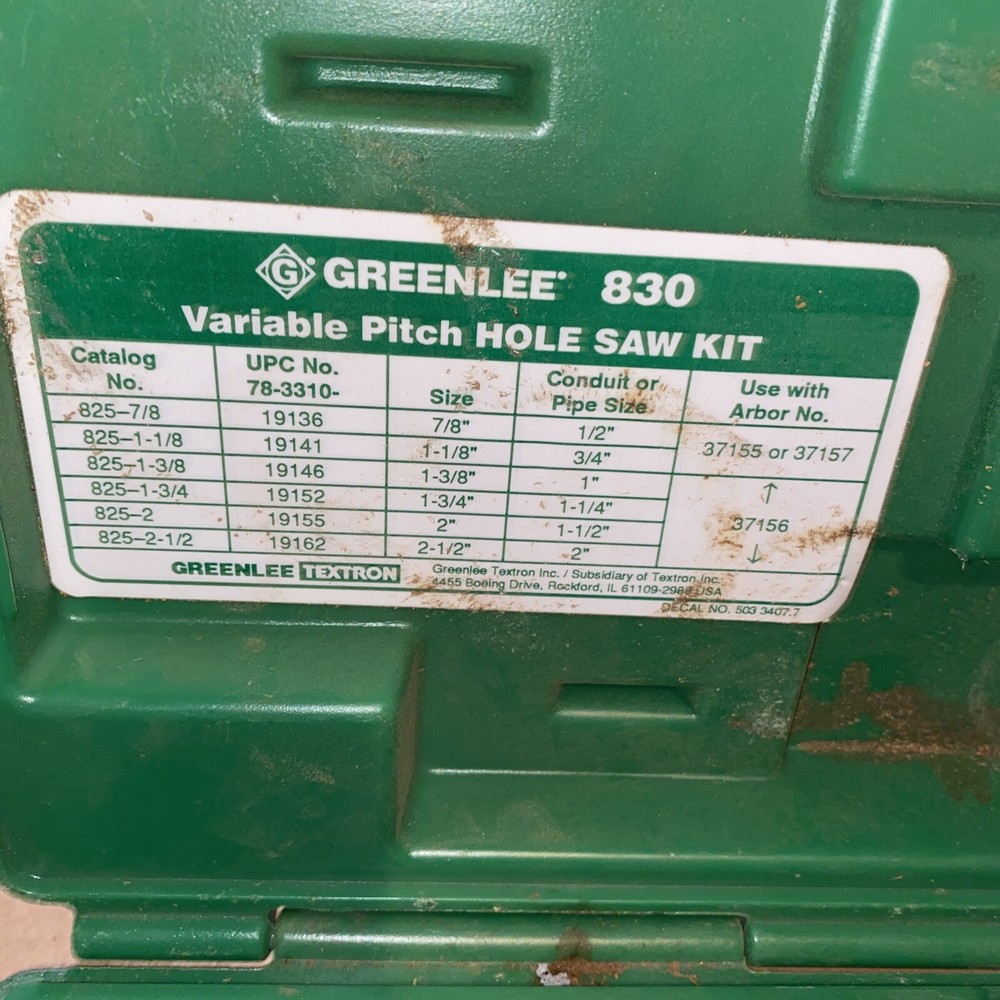 G GREENLEE® 830
Variable Pitch HOLE SAW KIT
Catalog No. UPC No. 78-3310- Size Conduit or Pipe Size Use with Arbor No.
825–7/8 19136 7/8" 1/2" 37155 or 37157
825–1-1/8 19141 1-1/8" 3/4"
825–1-3/8 19146 1-3/8" 1" ↑
825–1-3/4 19152 1-3/4" 1-1/4" 37156
825–2 19155 2" 1-1/2"
825–2-1/2 19162 2-1/2" 2" ↓
GREENLEE TEXTRON
Greenlee Textron Inc. / Subsidiary of Textron Inc.
4455 Boeing Drive, Rockford, IL 61109-2988 USA
DECAL NO. 503 3407.7